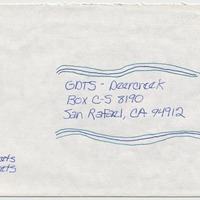 GDTS - Deercreek
Box C-S 8190
San Rafael, CA 94912